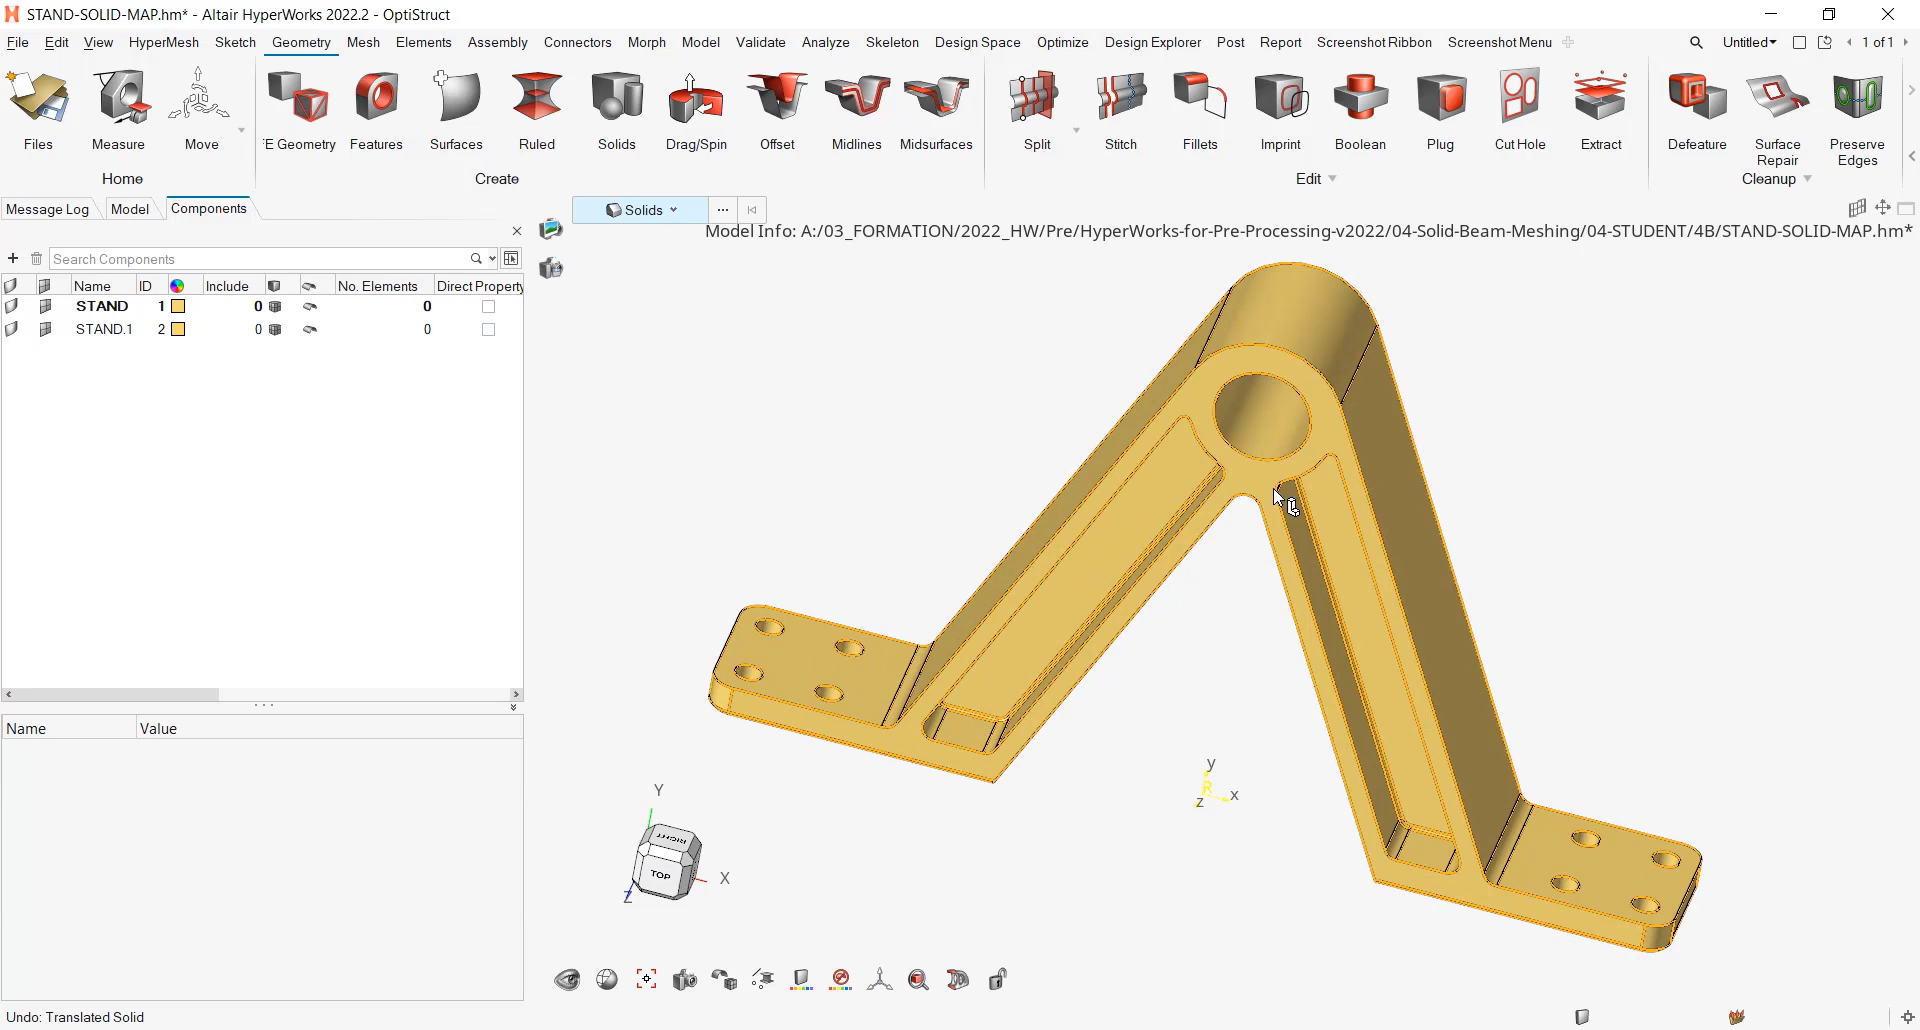 STAND-SOLID-MAP.hm* - Altair HyperWorks 2022.2 - OptiStruct
File Edit View HyperMesh Sketch Geometry Mesh Elements Assembly Connectors Morph Model Validate Analyze Skeleton Design Space Optimize Design Explorer Post Report Screenshot Ribbon Screenshot Menu Untitled 1 of 1
Files Measure Move E Geometry Features Surfaces Ruled Solids Drag/Spin Offset Midlines Midsurfaces Split Stitch Fillets Imprint Boolean Plug Cut Hole Extract Defeature Surface Repair Preserve Edges
Home Create Edit Cleanup
Message Log Model Components
Solids ...
Model Info: A:/03_FORMATION/2022_HW/Pre/HyperWorks-for-Pre-Processing-v2022/04-Solid-Beam-Meshing/04-STUDENT/4B/STAND-SOLID-MAP.hm*
Search Components
Name ID Include No. Elements Direct Property
STAND 1 0 0
STAND.1 2 0 0
Name Value
y
R
z x
Y
RIGHT
TOP
X
Z
Undo: Translated Solid